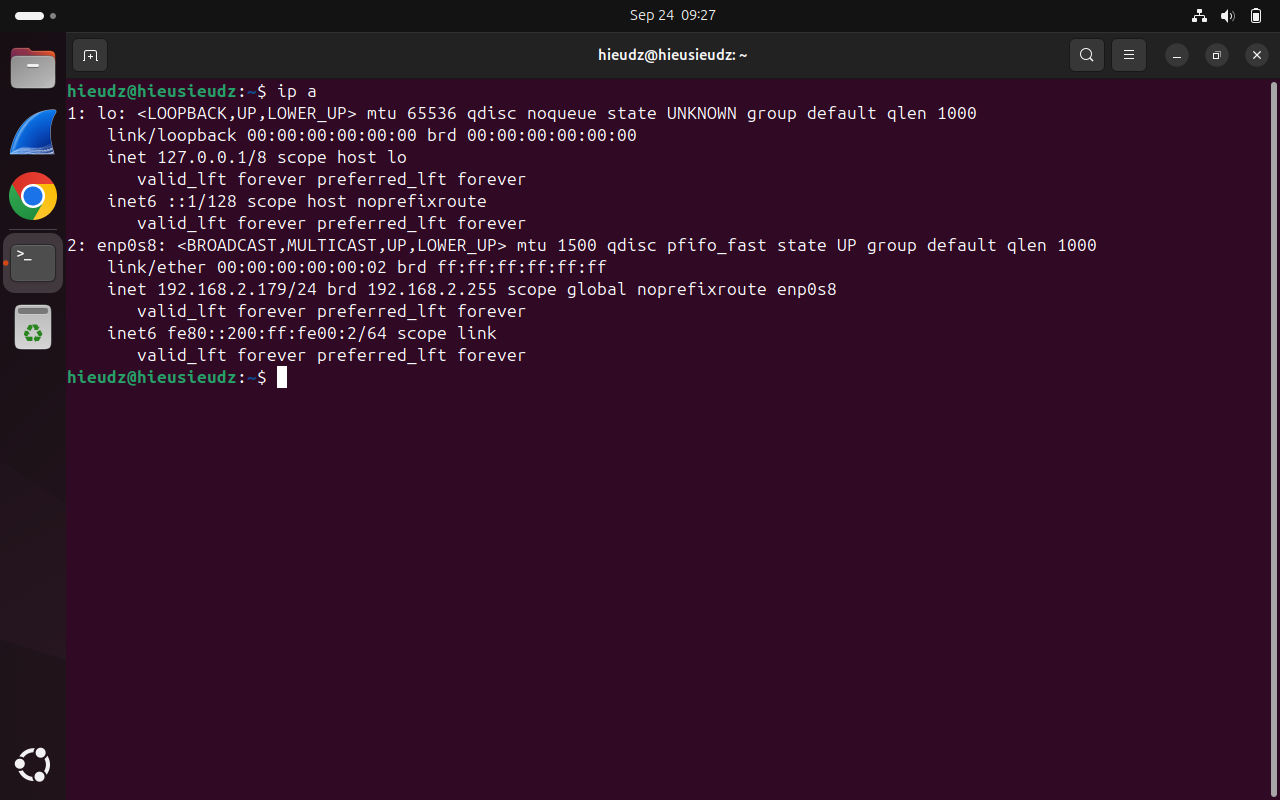 Sep 24  09:27
hieudz@hieusieudz: ~
hieudz@hieusieudz:~$ ip a
1: lo: <LOOPBACK,UP,LOWER_UP> mtu 65536 qdisc noqueue state UNKNOWN group default qlen 1000
    link/loopback 00:00:00:00:00:00 brd 00:00:00:00:00:00
    inet 127.0.0.1/8 scope host lo
       valid_lft forever preferred_lft forever
    inet6 ::1/128 scope host noprefixroute
       valid_lft forever preferred_lft forever
2: enp0s8: <BROADCAST,MULTICAST,UP,LOWER_UP> mtu 1500 qdisc pfifo_fast state UP group default qlen 1000
    link/ether 00:00:00:00:00:02 brd ff:ff:ff:ff:ff:ff
    inet 192.168.2.179/24 brd 192.168.2.255 scope global noprefixroute enp0s8
       valid_lft forever preferred_lft forever
    inet6 fe80::200:ff:fe00:2/64 scope link
       valid_lft forever preferred_lft forever
hieudz@hieusieudz:~$